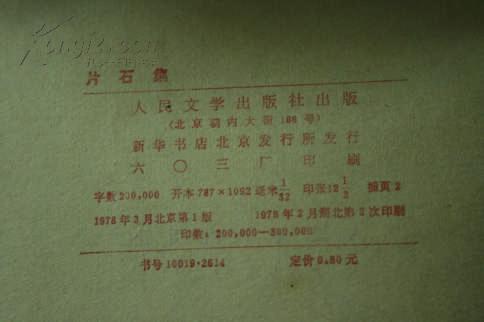 片石集
人民文学出版社出版
（北京朝内大街166号）
新华书店北京发行所发行
六〇三厂印刷
字数200,000 开本787×1092毫米1/32 印张12 1/2 插页2
1978年2月北京第1版 1978年2月湖北第2次印刷
印数：200,000—300,000
书号10019·2614 定价0.80元